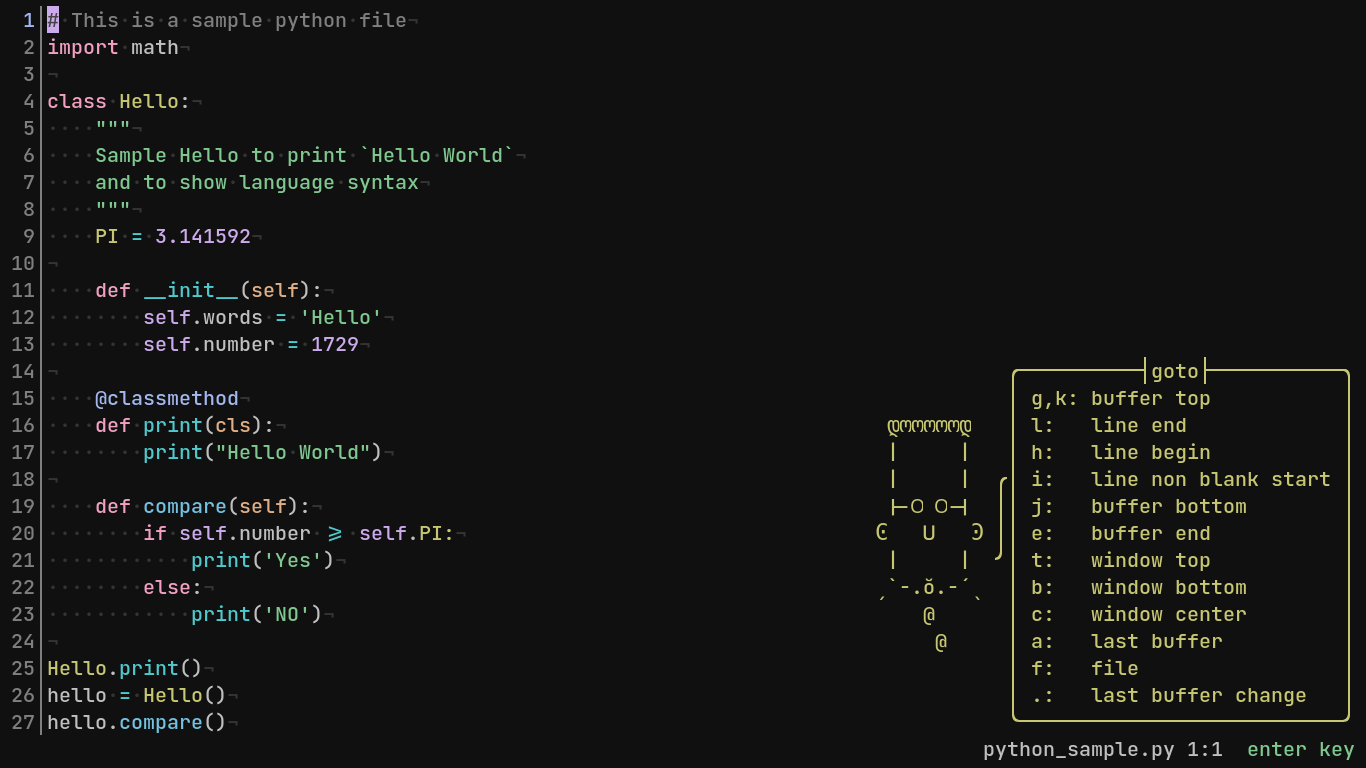 1 # This is a sample python file¬
2 import·math¬
3 ¬
4 class·Hello:¬
5 ····"""¬
6 ····Sample·Hello·to·print·`Hello·World`¬
7 ····and·to·show·language·syntax¬
8 ····"""¬
9 ····PI·=·3.141592¬
10 ¬
11 ····def·__init__(self):¬
12 ········self.words·=·'Hello'¬
13 ········self.number·=·1729¬
14 ¬
15 ····@classmethod¬
16 ····def·print(cls):¬
17 ········print("Hello·World")¬
18 ¬
19 ····def·compare(self):¬
20 ········if·self.number·⩾·self.PI:¬
21 ············print('Yes')¬
22 ········else:¬
23 ············print('NO')¬
24 ¬
25 Hello.print()¬
26 hello·=·Hello()¬
27 hello.compare()¬
goto
g,k: buffer top
l: line end
h: line begin
i: line non blank start
j: buffer bottom
e: buffer end
t: window top
b: window bottom
c: window center
a: last buffer
f: file
.: last buffer change
python_sample.py 1:1 enter key